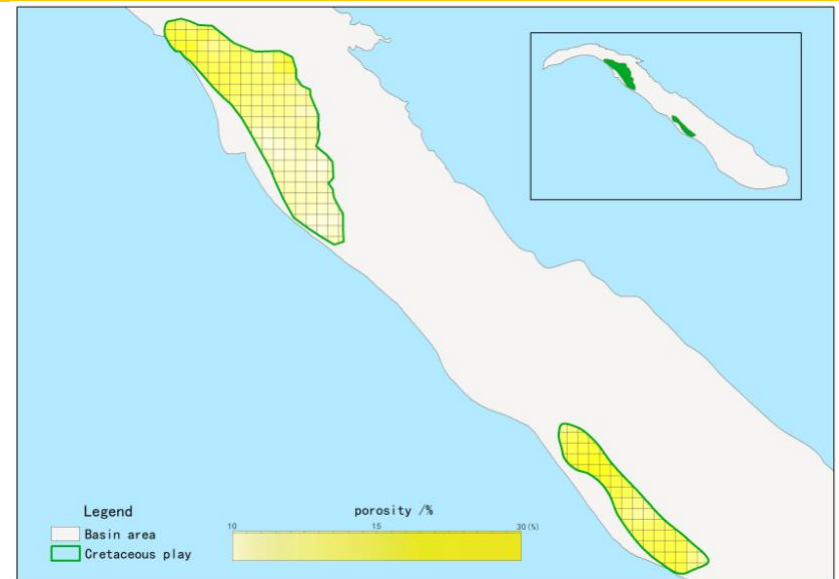 Legend
porosity /%
10 15 30(%)
Basin area
Cretaceous play